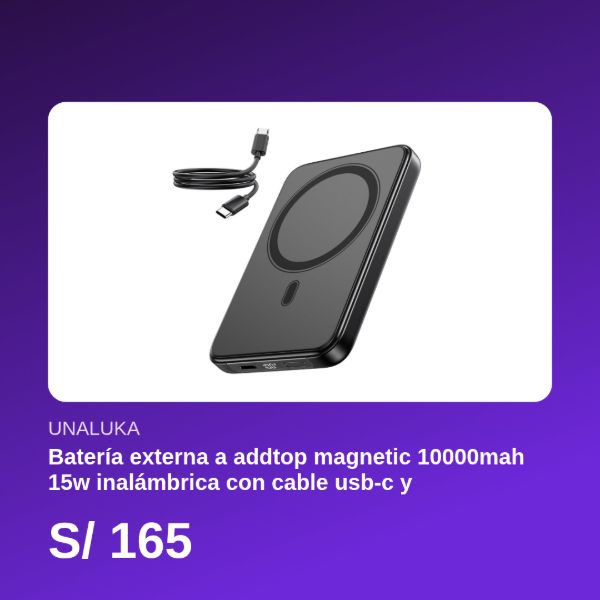 UNALUKA
Batería externa a addtop magnetic 10000mah
15w inalámbrica con cable usb-c y
S/ 165